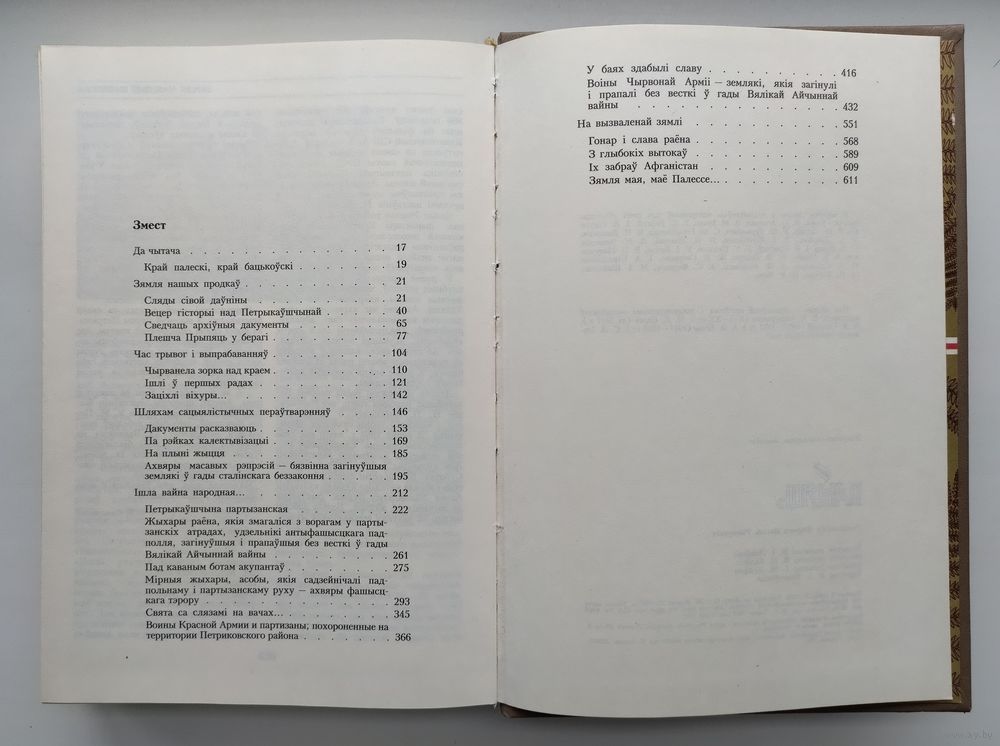 Змест
Да чытача . . . . . . . . . . . . . 17
Край палескі, край бацькоўскі . . . . . . . 19
Зямля нашых продкаў . . . . . . . . . 21
Сляды сівой даўніны . . . . . . . . . . 21
Вецер гісторыі над Петрыкаўшчынай . . . . . 40
Сведчаць архіўныя дакументы . . . . . . . 65
Плешча Прыпяць у берагі . . . . . . . . 77
Час трывог і выпрабаванняў . . . . . . . . 104
Чырванела зорка над краем . . . . . . . . 110
Ішлі ў першых радах . . . . . . . . . 121
Заціхлі віхуры... . . . . . . . . . . 142
Шляхам сацыялістычных пераўтварэнняў . . . . 146
Дакументы расказваюць . . . . . . . . . 153
Па рэйках калектывізацыі . . . . . . . . 169
На плыні жыцця . . . . . . . . . . . 185
Ахвяры масавых рэпрэсій — бязвінна загінуўшыя
землякі ў гады сталінскага беззаконня . . . . . 195
Ішла вайна народная... . . . . . . . . . 212
Петрыкаўшчына партызанская . . . . . . . 222
Жыхары раёна, якія змагаліся з ворагам у парты-
занскіх атрадах, удзельнікі антыфашысцкага пад-
полля, загінуўшыя і прапаўшыя без весткі ў гады
Вялікай Айчыннай вайны . . . . . . . . 261
Пад каваным ботам акупантаў . . . . . . . 275
Мірныя жыхары, асобы, якія садзейнічалі пад-
польнаму і партызанскаму руху — ахвяры фашысц-
кага тэрору . . . . . . . . . . . . 293
Свята са слязамі на вачах... . . . . . . . 345
Воины Красной Армии и партизаны, похороненные на
территории Петриковского района . . . . . . 366
У баях здабылі славу . . . . . . . . . . 416
Воіны Чырвонай Арміі — землякі, якія загінулі
і прапалі без весткі ў гады Вялікай Айчыннай
вайны . . . . . . . . . . . . . 432
На вызваленай зямлі . . . . . . . . . . 551
Гонар і слава раёна . . . . . . . . . . 568
З глыбокіх вытокаў . . . . . . . . . . 589
Іх забраў Афганістан . . . . . . . . . . 609
Зямля мая, маё Палессе... . . . . . . . . 611